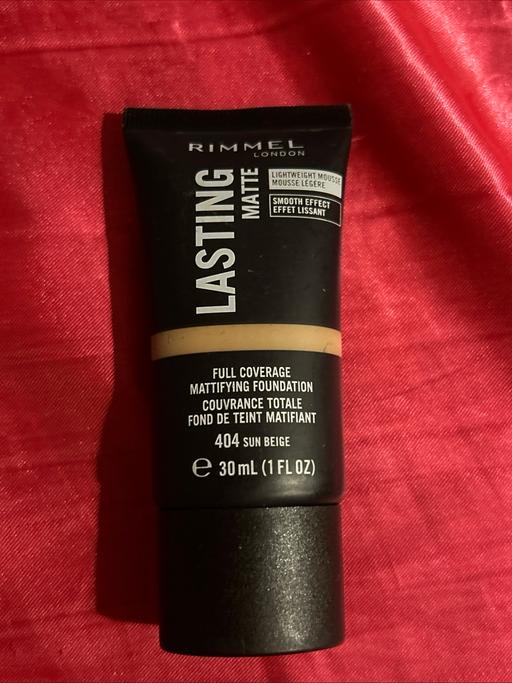 RIMMEL
LONDON
LASTING
MATTE
LIGHTWEIGHT MOUSSE
MOUSSE LÉGÈRE
SMOOTH EFFECT
EFFET LISSANT
FULL COVERAGE
MATTIFYING FOUNDATION
COUVRANCE TOTALE
FOND DE TEINT MATIFIANT
404 SUN BEIGE
℮ 30 mL (1 FL OZ)